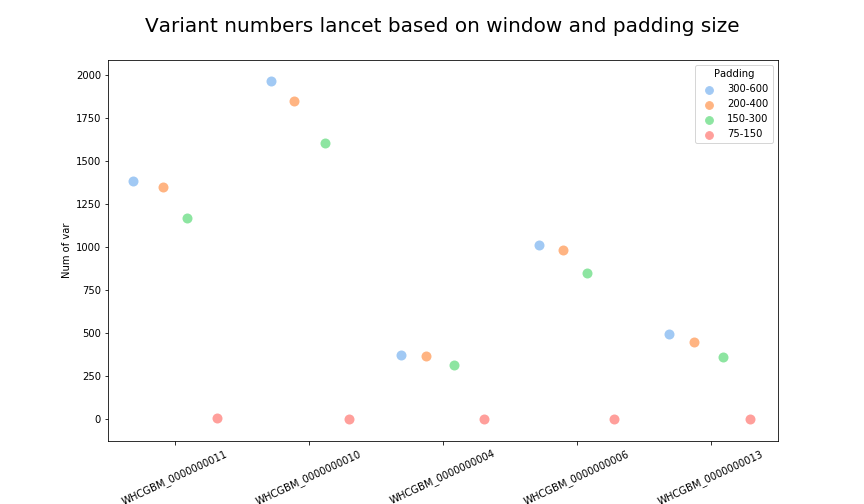 Variant numbers lancet based on window and padding size
Padding
300-600
200-400
150-300
75-150
2000
1750
1500
1250
1000
750
500
250
0
Num of var
WHCGBM_0000000011
WHCGBM_0000000010
WHCGBM_0000000004
WHCGBM_0000000006
WHCGBM_0000000013